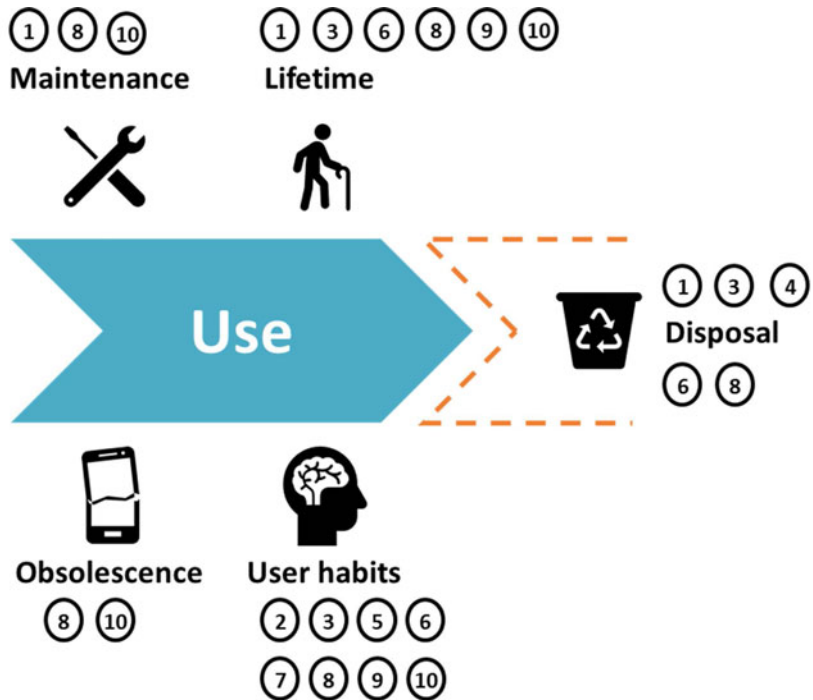 1 8 10
Maintenance
1 3 6 8 9 10
Lifetime
Use
1 3 4
Disposal
6 8
Obsolescence
8 10
User habits
2 3 5 6
7 8 9 10